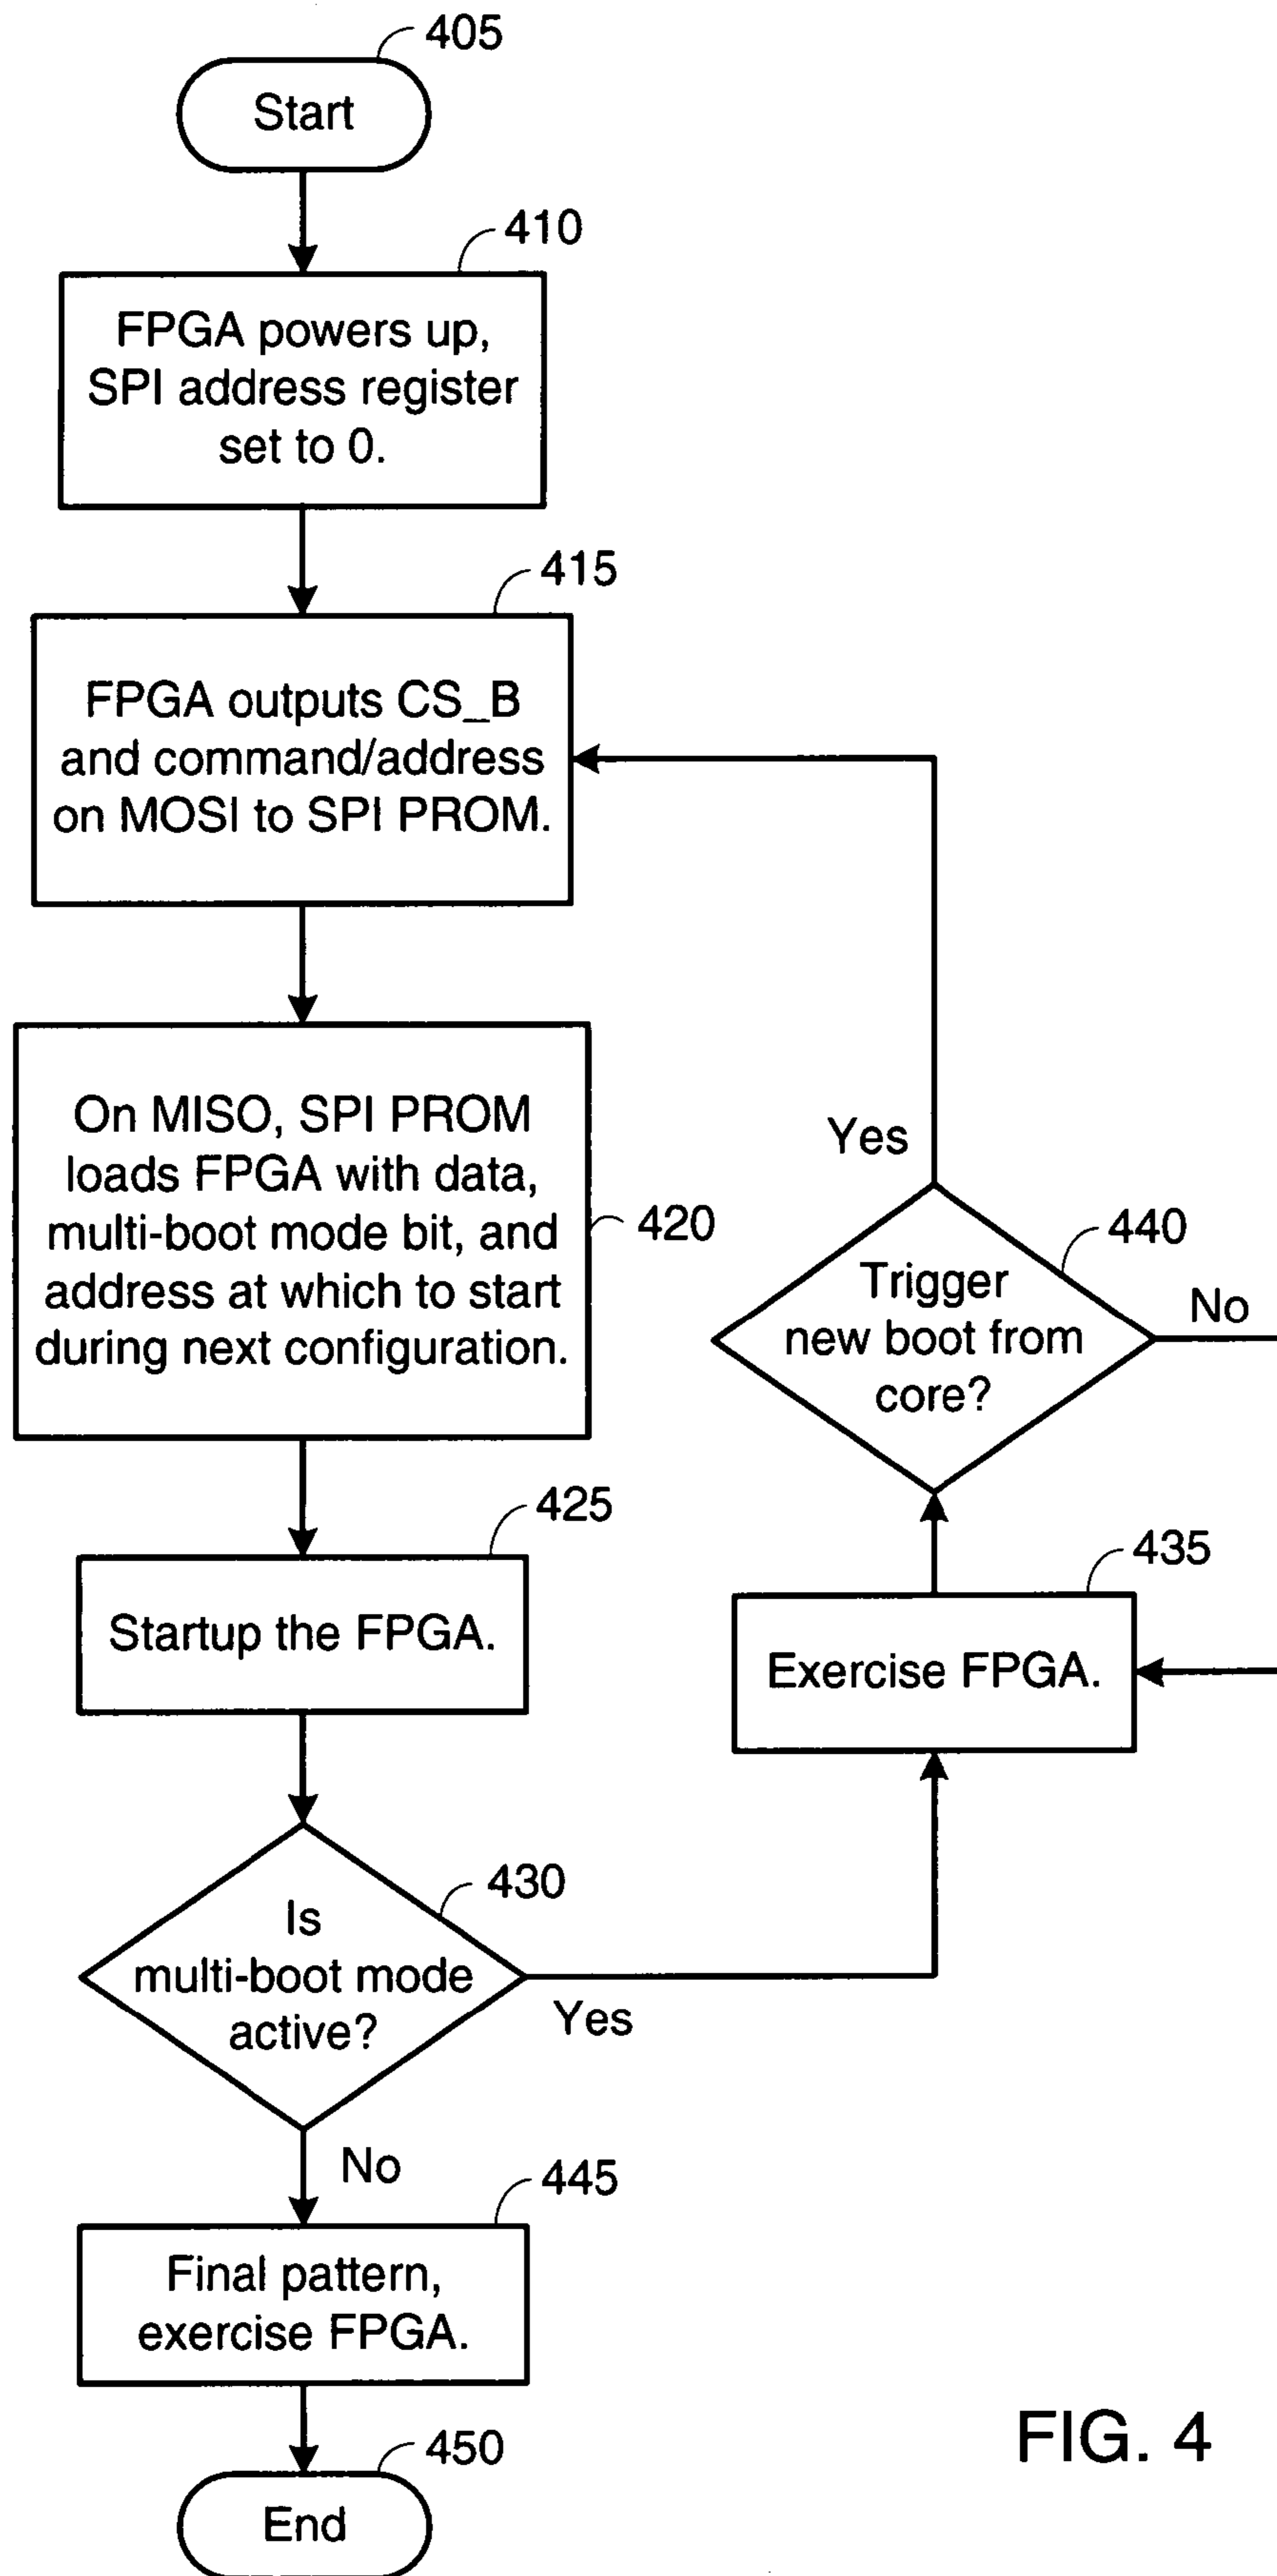 405
Start
410
FPGA powers up,
SPI address register
set to 0.
415
FPGA outputs CS_B
and command/address
on MOSI to SPI PROM.
On MISO, SPI PROM
loads FPGA with data,
multi-boot mode bit, and
address at which to start
during next configuration.
420
Yes
440
Trigger
new boot from
core?
No
425
Startup the FPGA.
435
Exercise FPGA.
430
Is
multi-boot mode
active?
Yes
No
445
Final pattern,
exercise FPGA.
450
End
FIG. 4